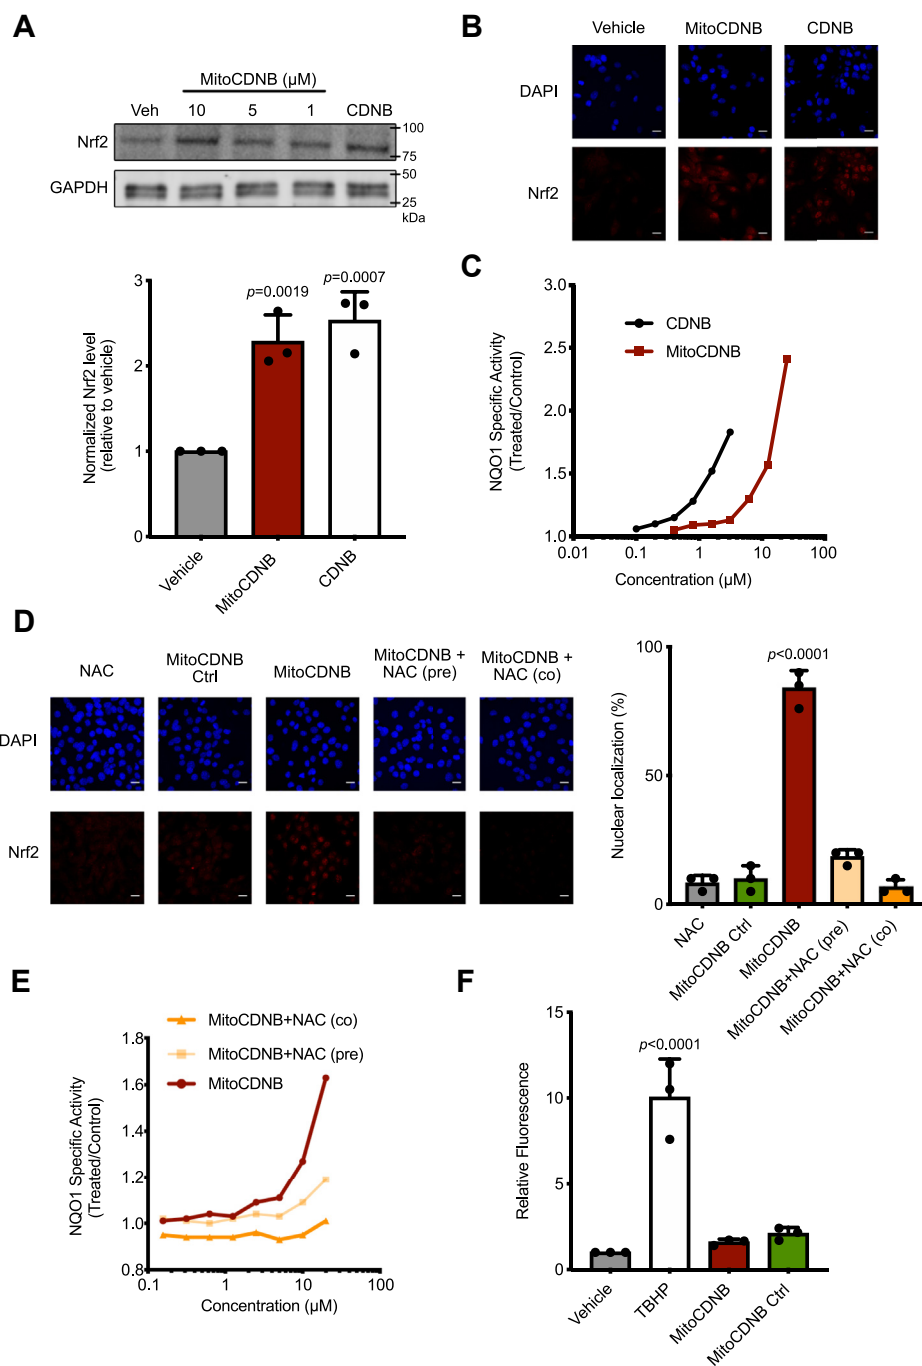 A
MitoCDNB (µM)
Veh 10 5 1 CDNB
Nrf2
100
75
GAPDH
50
25
kDa
Normalized Nrf2 level
(relative to vehicle)
3
2
1
0
p=0.0019
p=0.0007
Vehicle
MitoCDNB
CDNB
B
Vehicle MitoCDNB CDNB
DAPI
Nrf2
C
NQO1 Specific Activity
(Treated/Control)
3.0
2.5
2.0
1.5
1.0
CDNB
MitoCDNB
0.01 0.1 1 10 100
Concentration (µM)
D
NAC
MitoCDNB
Ctrl
MitoCDNB
MitoCDNB +
NAC (pre)
MitoCDNB +
NAC (co)
DAPI
Nrf2
Nuclear localization (%)
100
50
0
p<0.0001
NAC
MitoCDNB Ctrl
MitoCDNB
MitoCDNB+NAC (pre)
MitoCDNB+NAC (co)
E
MitoCDNB+NAC (co)
MitoCDNB+NAC (pre)
MitoCDNB
NQO1 Specific Activity
(Treated/Control)
1.8
1.6
1.4
1.2
1.0
0.8
0.1 1 10 100
Concentration (µM)
F
Relative Fluorescence
15
10
5
0
p<0.0001
Vehicle
TBHP
MitoCDNB
MitoCDNB Ctrl